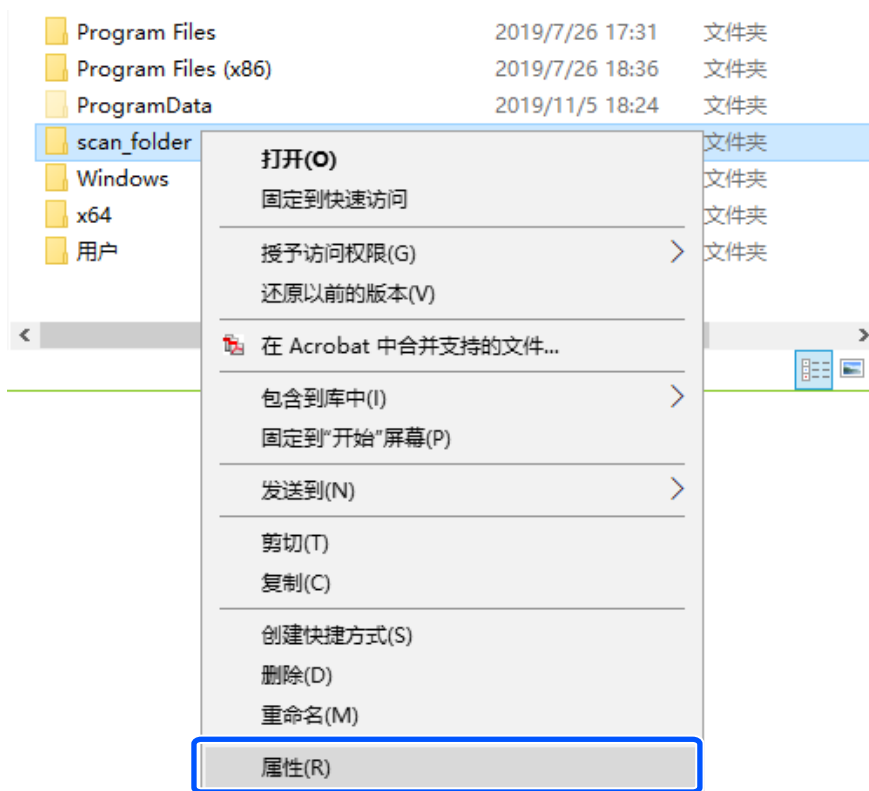 Program Files 2019/7/26 17:31 文件夹
Program Files (x86) 2019/7/26 18:36 文件夹
ProgramData 2019/11/5 18:24 文件夹
scan_folder 文件夹
Windows 文件夹
x64 文件夹
用户 文件夹
打开(O)
固定到快速访问
授予访问权限(G)
还原以前的版本(V)
在 Acrobat 中合并支持的文件...
包含到库中(I)
固定到“开始”屏幕(P)
发送到(N)
剪切(T)
复制(C)
创建快捷方式(S)
删除(D)
重命名(M)
属性(R)